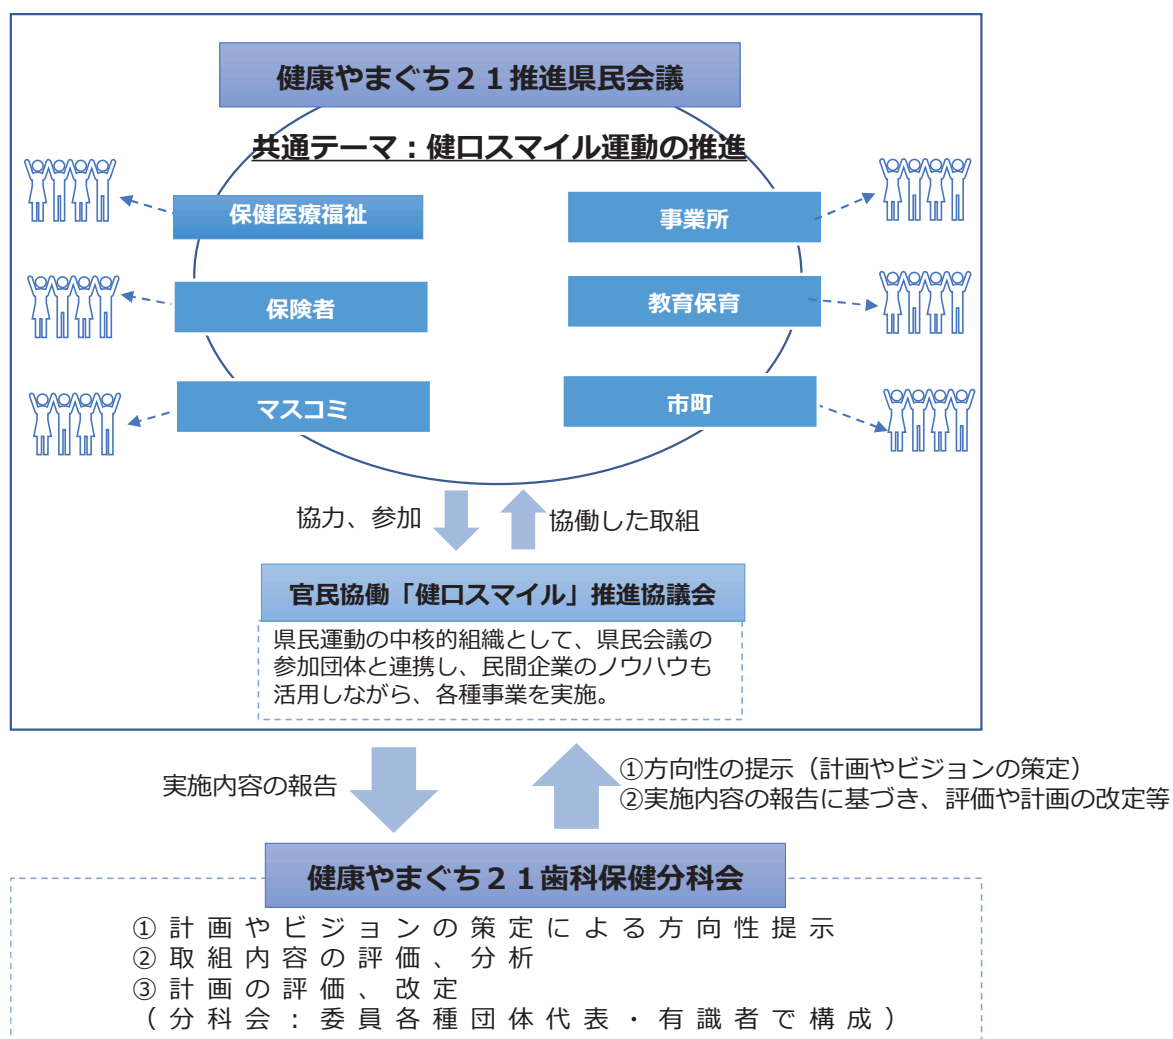 健康やまぐち２１推進県民会議
共通テーマ：健口スマイル運動の推進
保健医療福祉
事業所
保険者
教育保育
マスコミ
市町
協力、参加
協働した取組
官民協働「健口スマイル」推進協議会
県民運動の中核的組織として、県民会議の
参加団体と連携し、民間企業のノウハウも
活用しながら、各種事業を実施。
実施内容の報告
①方向性の提示（計画やビジョンの策定）
②実施内容の報告に基づき、評価や計画の改定等
健康やまぐち２１歯科保健分科会
①計画やビジョンの策定による方向性提示
②取組内容の評価、分析
③計画の評価、改定
（分科会：委員各種団体代表・有識者で構成）